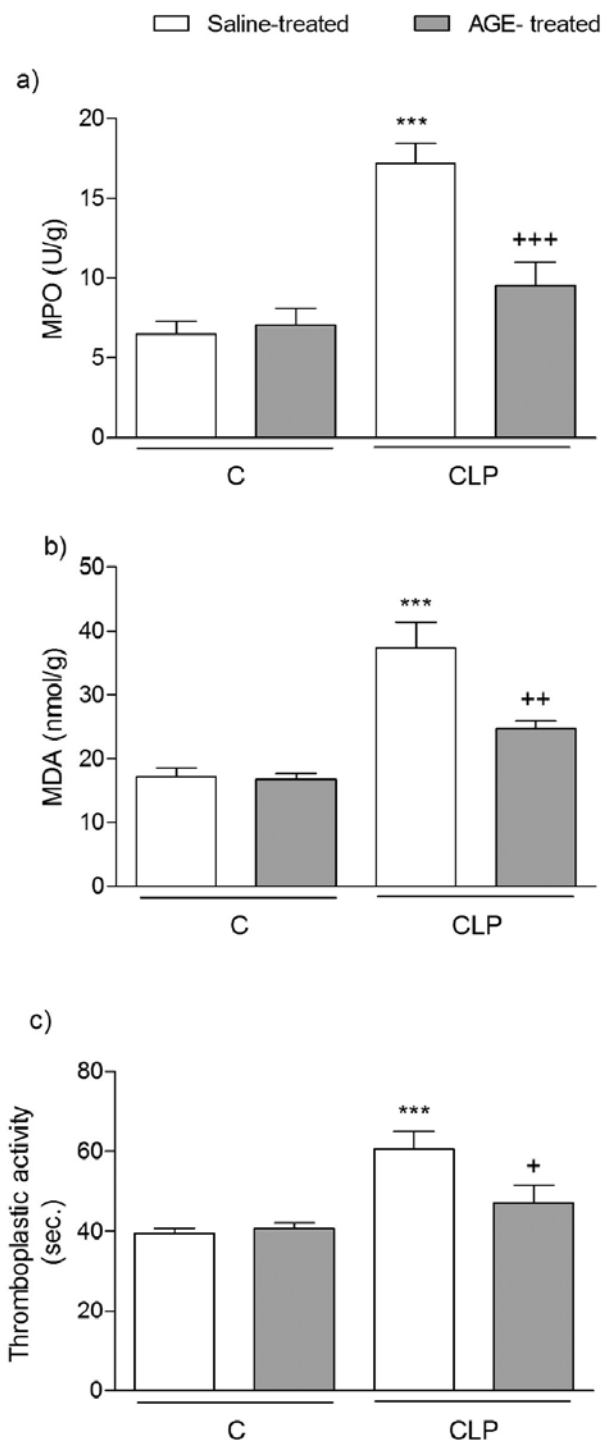 Saline-treated AGE- treated
a)
MPO (U/g)
20
15
10
5
0
***
+++
C CLP
b)
MDA (nmol/g)
50
40
30
20
10
0
***
++
C CLP
c)
Thromboplastic activity
(sec.)
80
60
40
20
0
***
+
C CLP